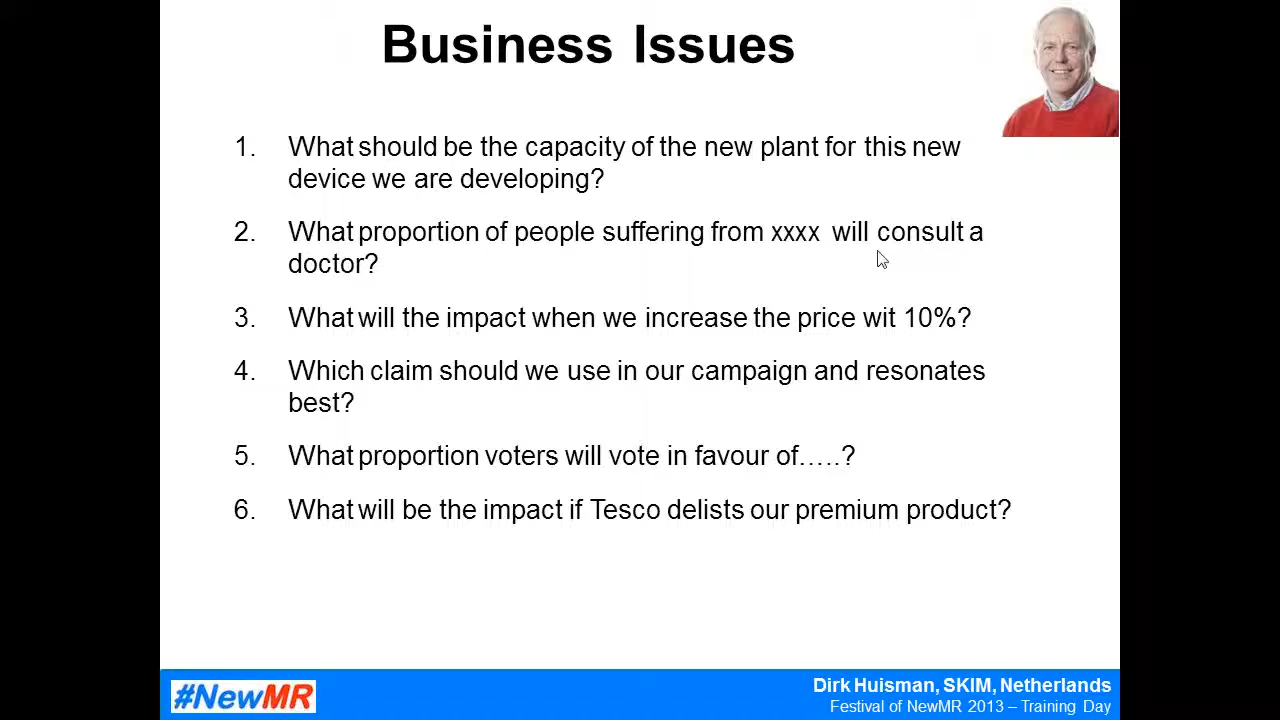 Business Issues
1. What should be the capacity of the new plant for this new
device we are developing?
2. What proportion of people suffering from xxxx will consult a
doctor?
3. What will the impact when we increase the price wit 10%?
4. Which claim should we use in our campaign and resonates
best?
5. What proportion voters will vote in favour of…..?
6. What will be the impact if Tesco delists our premium product?
#NewMR
Dirk Huisman, SKIM, Netherlands
Festival of NewMR 2013 – Training Day